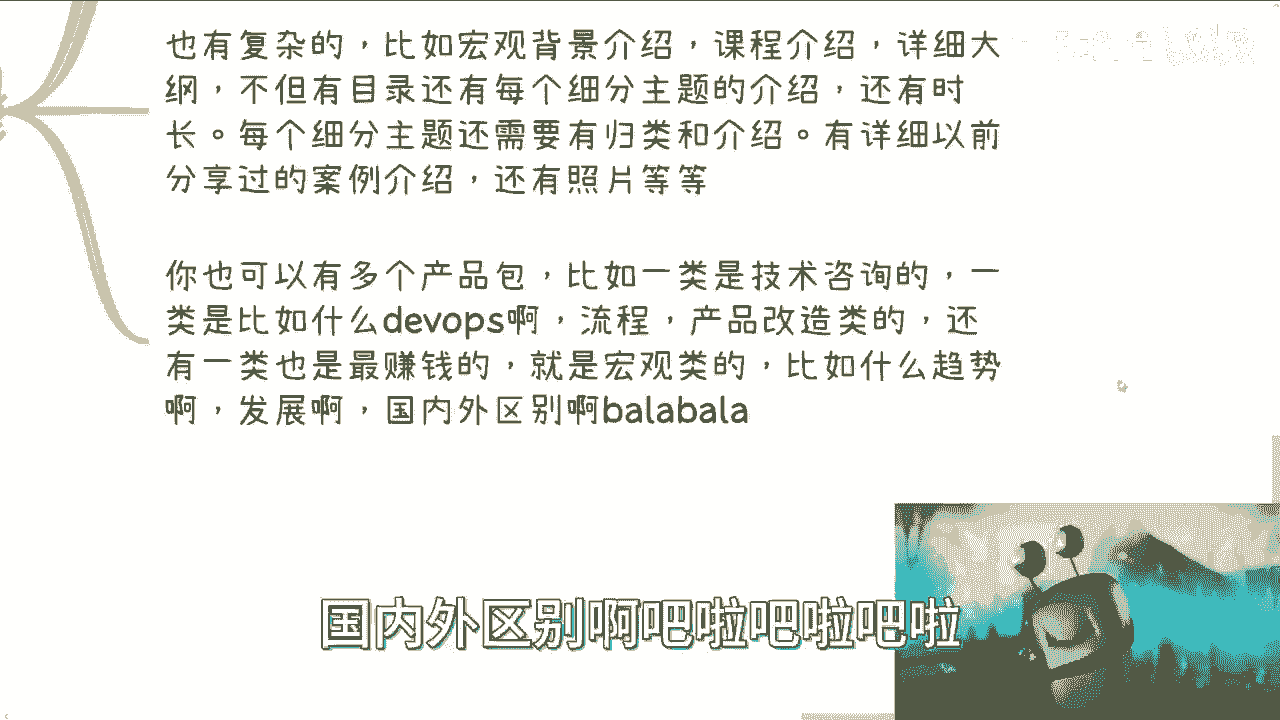 也有复杂的，比如宏观背景介绍，课程介绍，详细大
纲，不但有目录还有每个细分主题的介绍，还有时
长。每个细分主题还需要有归类和介绍。有详细以前
分享过的案例介绍，还有照片等等
你也可以有多个产品包，比如一类是技术咨询的，一
类是比如什么devops啊，流程，产品改造类的，还
有一类也是最赚钱的，就是宏观类的，比如什么趋势
啊，发展啊，国内外区别啊balabala
国内外区别啊吧啦吧啦吧啦